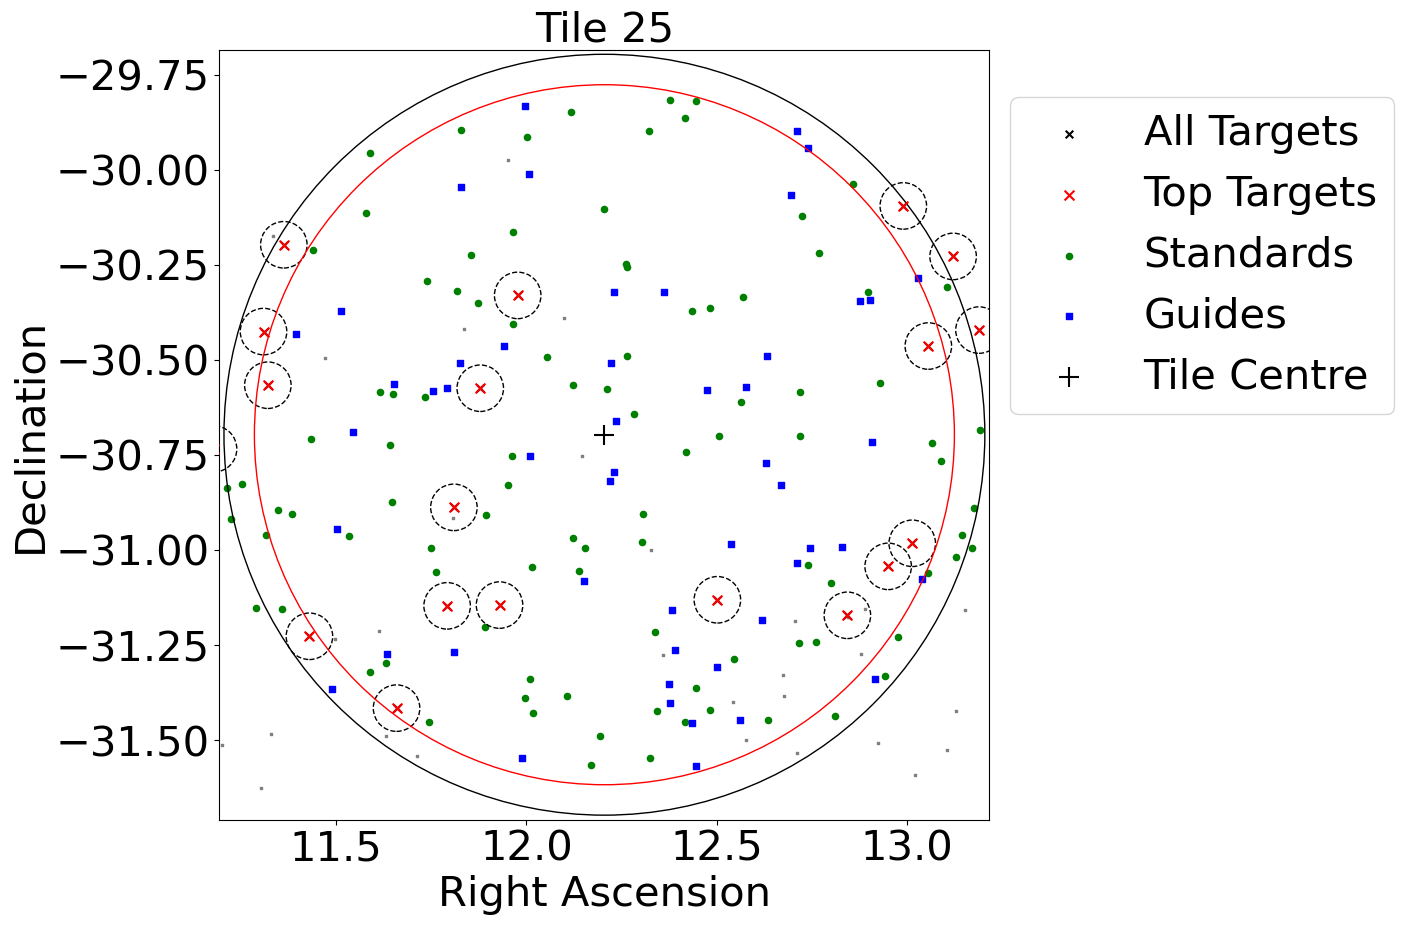 Tile 25
−29.75
−30.00
−30.25
−30.50
−30.75
−31.00
−31.25
−31.50
Declination
11.5 12.0 12.5 13.0
Right Ascension
All Targets
Top Targets
Standards
Guides
Tile Centre